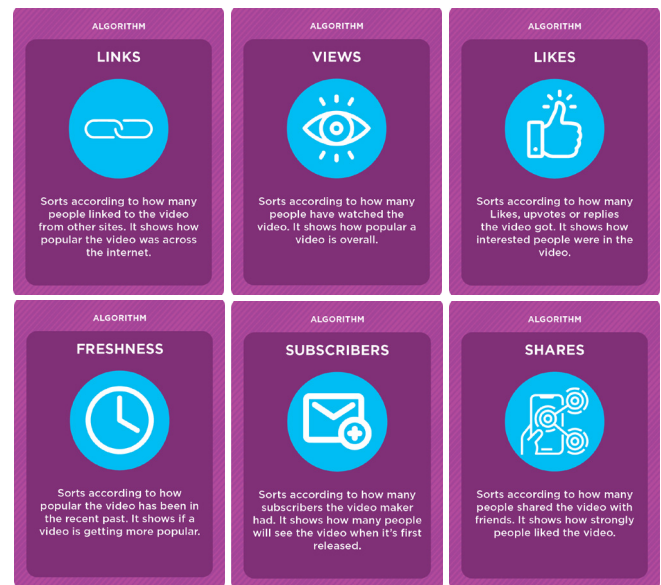 ALGORITHM
LINKS
Sorts according to how many
people linked to the video
from other sites. It shows how
popular the video was across
the internet.
ALGORITHM
VIEWS
Sorts according to how many
people have watched the
video. It shows how popular a
video is overall.
ALGORITHM
LIKES
Sorts according to how many
Likes, upvotes or replies
the video got. It shows how
interested people were in the
video.
ALGORITHM
FRESHNESS
Sorts according to how
popular the video has been in
the recent past. It shows if a
video is getting more popular.
ALGORITHM
SUBSCRIBERS
Sorts according to how many
subscribers the video maker
had. It shows how many people
will see the video when it's first
released.
ALGORITHM
SHARES
Sorts according to how many
people shared the video with
friends. It shows how strongly
people liked the video.